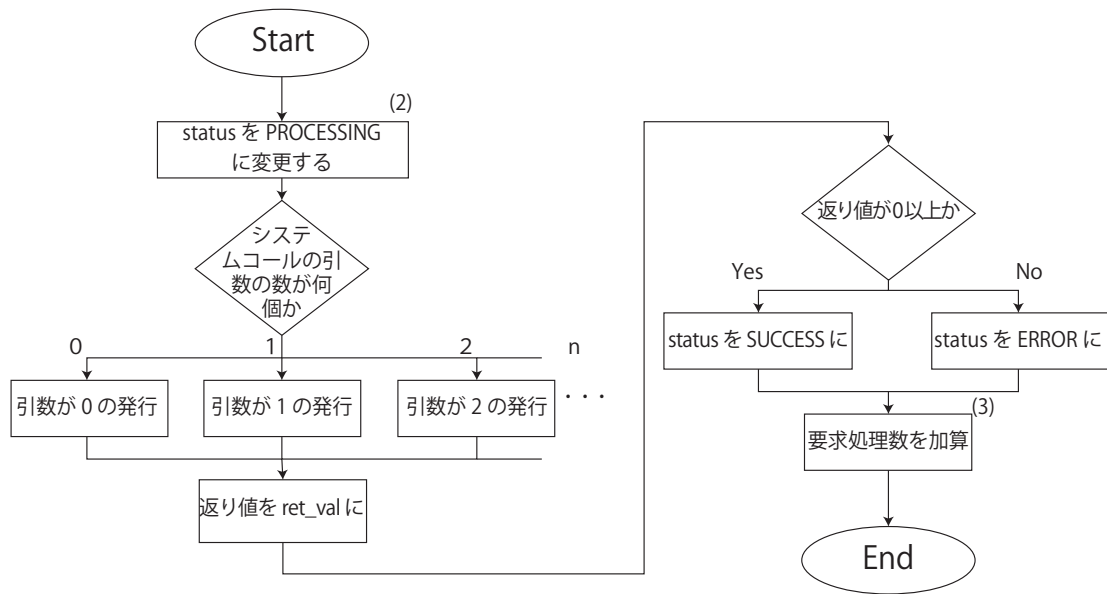 Start
(2)
status を PROCESSING
に変更する
システ
ムコールの引
数の数が何
個か
0
1
2
n
引数が 0 の発行
引数が 1 の発行
引数が 2 の発行
・・・
返り値を ret_val に
返り値が0以上か
Yes
No
status を SUCCESS に
status を ERROR に
(3)
要求処理数を加算
End